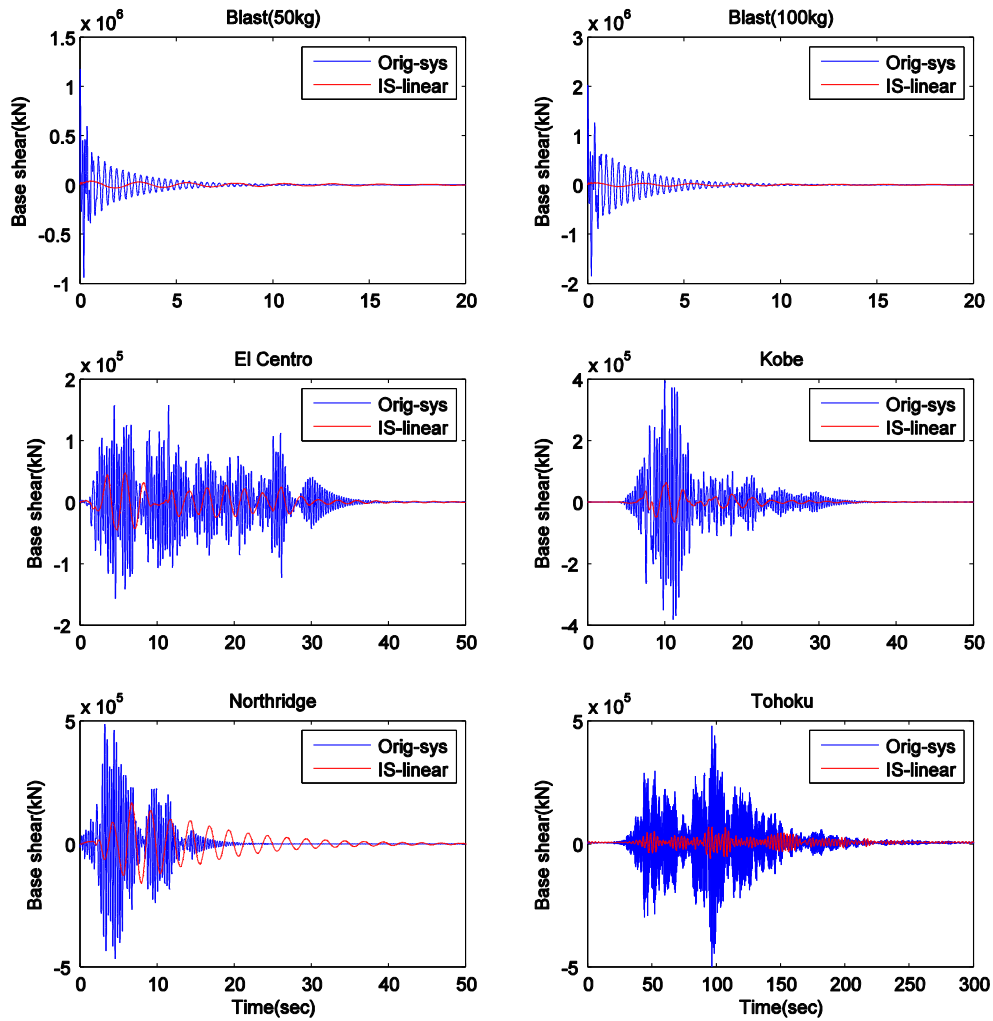 Blast(50kg)
x 10^6
1.5
1
0.5
0
-0.5
-1
Base shear(kN)
Orig-sys
IS-linear
0 5 10 15 20
Blast(100kg)
x 10^6
3
2
1
0
-1
-2
Base shear(kN)
Orig-sys
IS-linear
0 5 10 15 20
El Centro
x 10^5
2
1
0
-1
-2
Base shear(kN)
Orig-sys
IS-linear
0 10 20 30 40 50
Kobe
x 10^5
4
2
0
-2
-4
Base shear(kN)
Orig-sys
IS-linear
0 10 20 30 40 50
Northridge
x 10^5
5
0
-5
Base shear(kN)
Orig-sys
IS-linear
0 10 20 30 40 50
Time(sec)
Tohoku
x 10^5
5
0
-5
Base shear(kN)
Orig-sys
IS-linear
0 50 100 150 200 250 300
Time(sec)